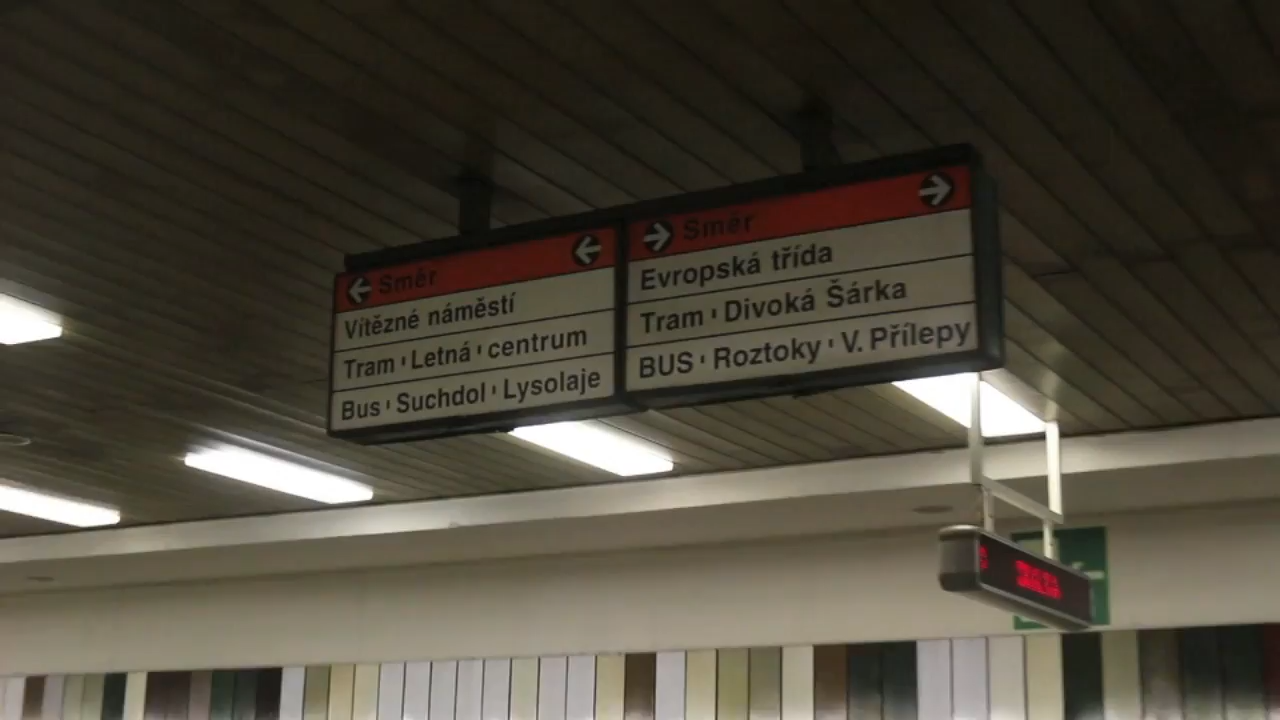 Směr
Vítězné náměstí
Tram Letná centrum
Bus Suchdol Lysolaje
Směr
Evropská třída
Tram Divoká Šárka
BUS Roztoky V. Přílepy